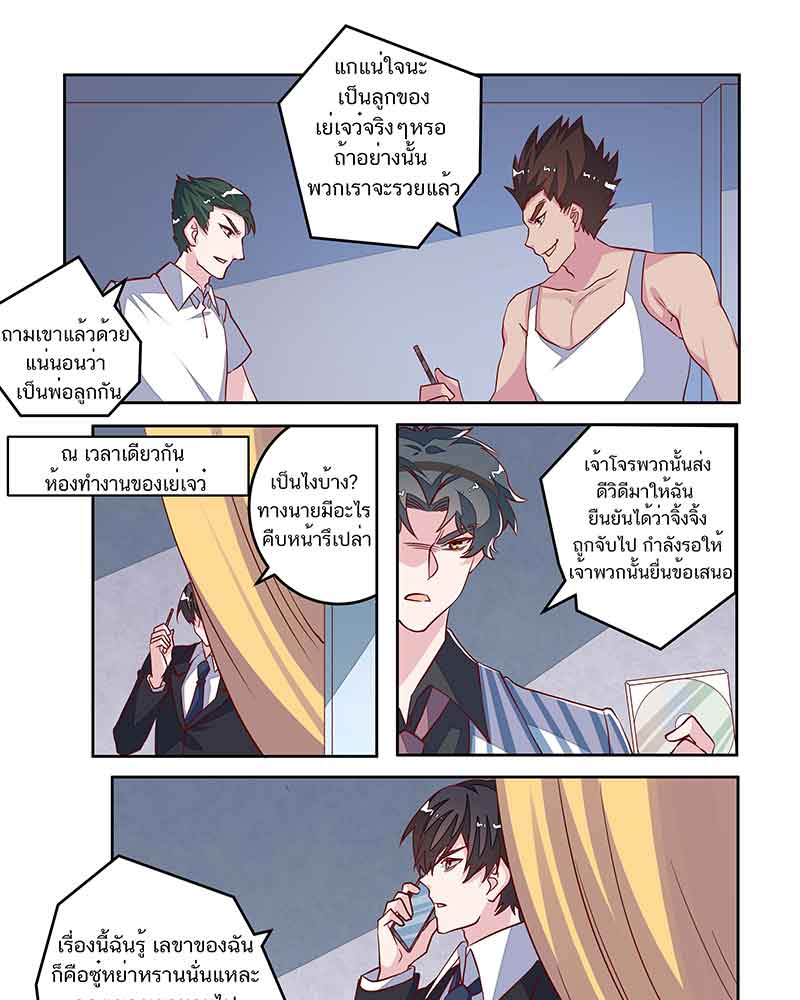 แกแน่ใจนะ
เป็นลูกของ
เย่เจว๋จริงๆหรอ
ถ้าอย่างนั้น
พวกเราจะรวยแล้ว
ถามเขาแล้วด้วย
แน่นอนว่า
เป็นพ่อลูกกัน
ณ เวลาเดียวกัน
ห้องทำงานของเย่เจว๋
เป็นไงบ้าง?
ทางนายมีอะไร
คืบหน้ารึเปล่า
เจ้าโจรพวกนั้นส่ง
ดีวิดีมาให้ฉัน
ยืนยันได้ว่าจิ้งจิ้ง
ถูกจับไป กำลังรอให้
เจ้าพวกนั้นยื่นข้อเสนอ
เรื่องนี้ฉันรู้ เลขาของฉัน
ก็คือซู่หย่าหรานนั่นแหละ